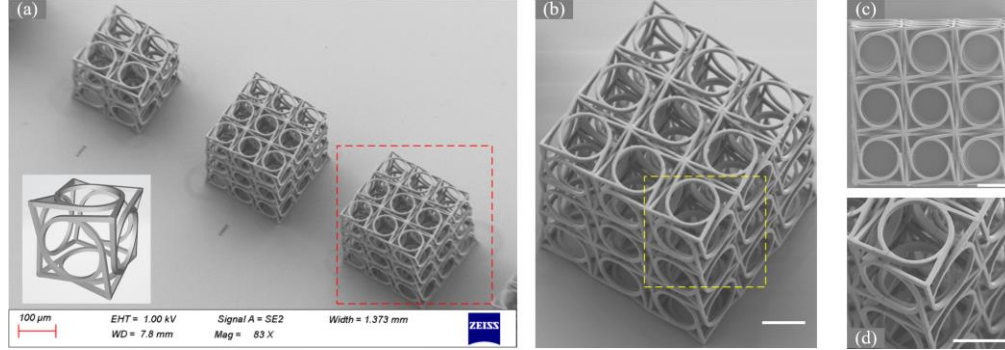 (a)
100 µm
EHT = 1.00 kV
Signal A = SE2
Width = 1.373 mm
WD = 7.8 mm
Mag = 83 X
ZEISS
(b)
(c)
(d)